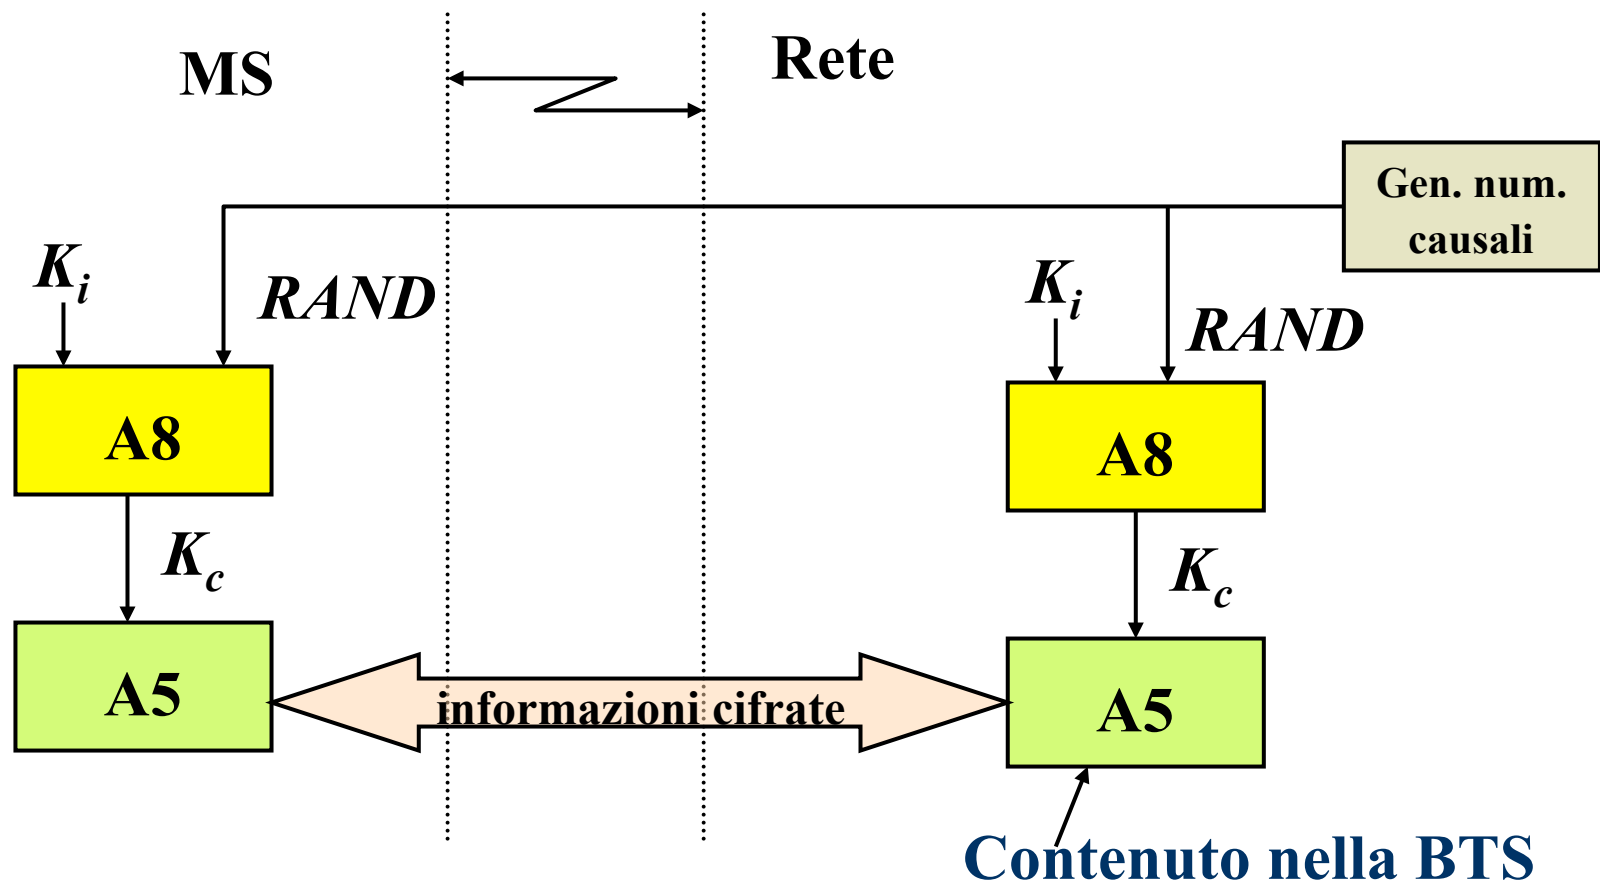 MS
Rete
Gen. num.
causali
Ki
RAND
Ki
RAND
A8
A8
Kc
Kc
A5
informazioni cifrate
A5
Contenuto nella BTS